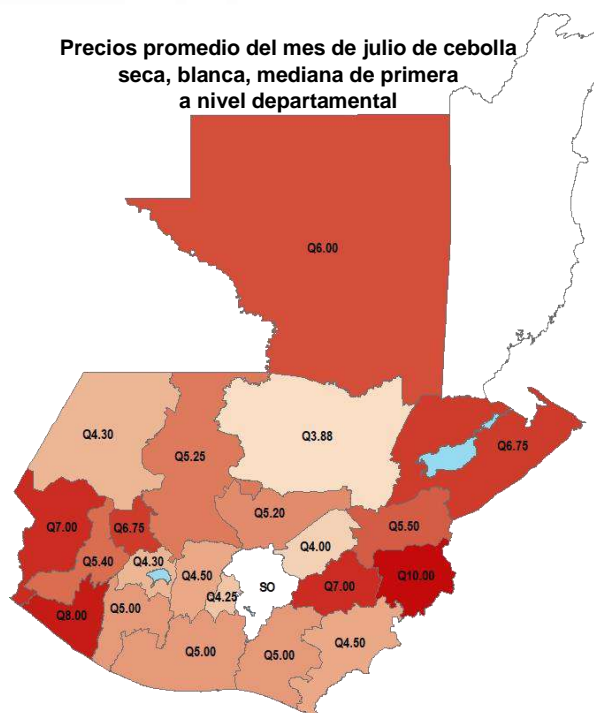 Precios promedio del mes de julio de cebolla
seca, blanca, mediana de primera
a nivel departamental
Q6.00
Q4.30
Q3.88
Q5.25
Q6.75
Q5.20
Q5.50
Q7.00
Q6.75
Q4.00
Q5.40
Q4.30
Q4.50
Q4.25
SO
Q7.00
Q10.00
Q8.00
Q5.00
Q4.50
Q5.00
Q5.00